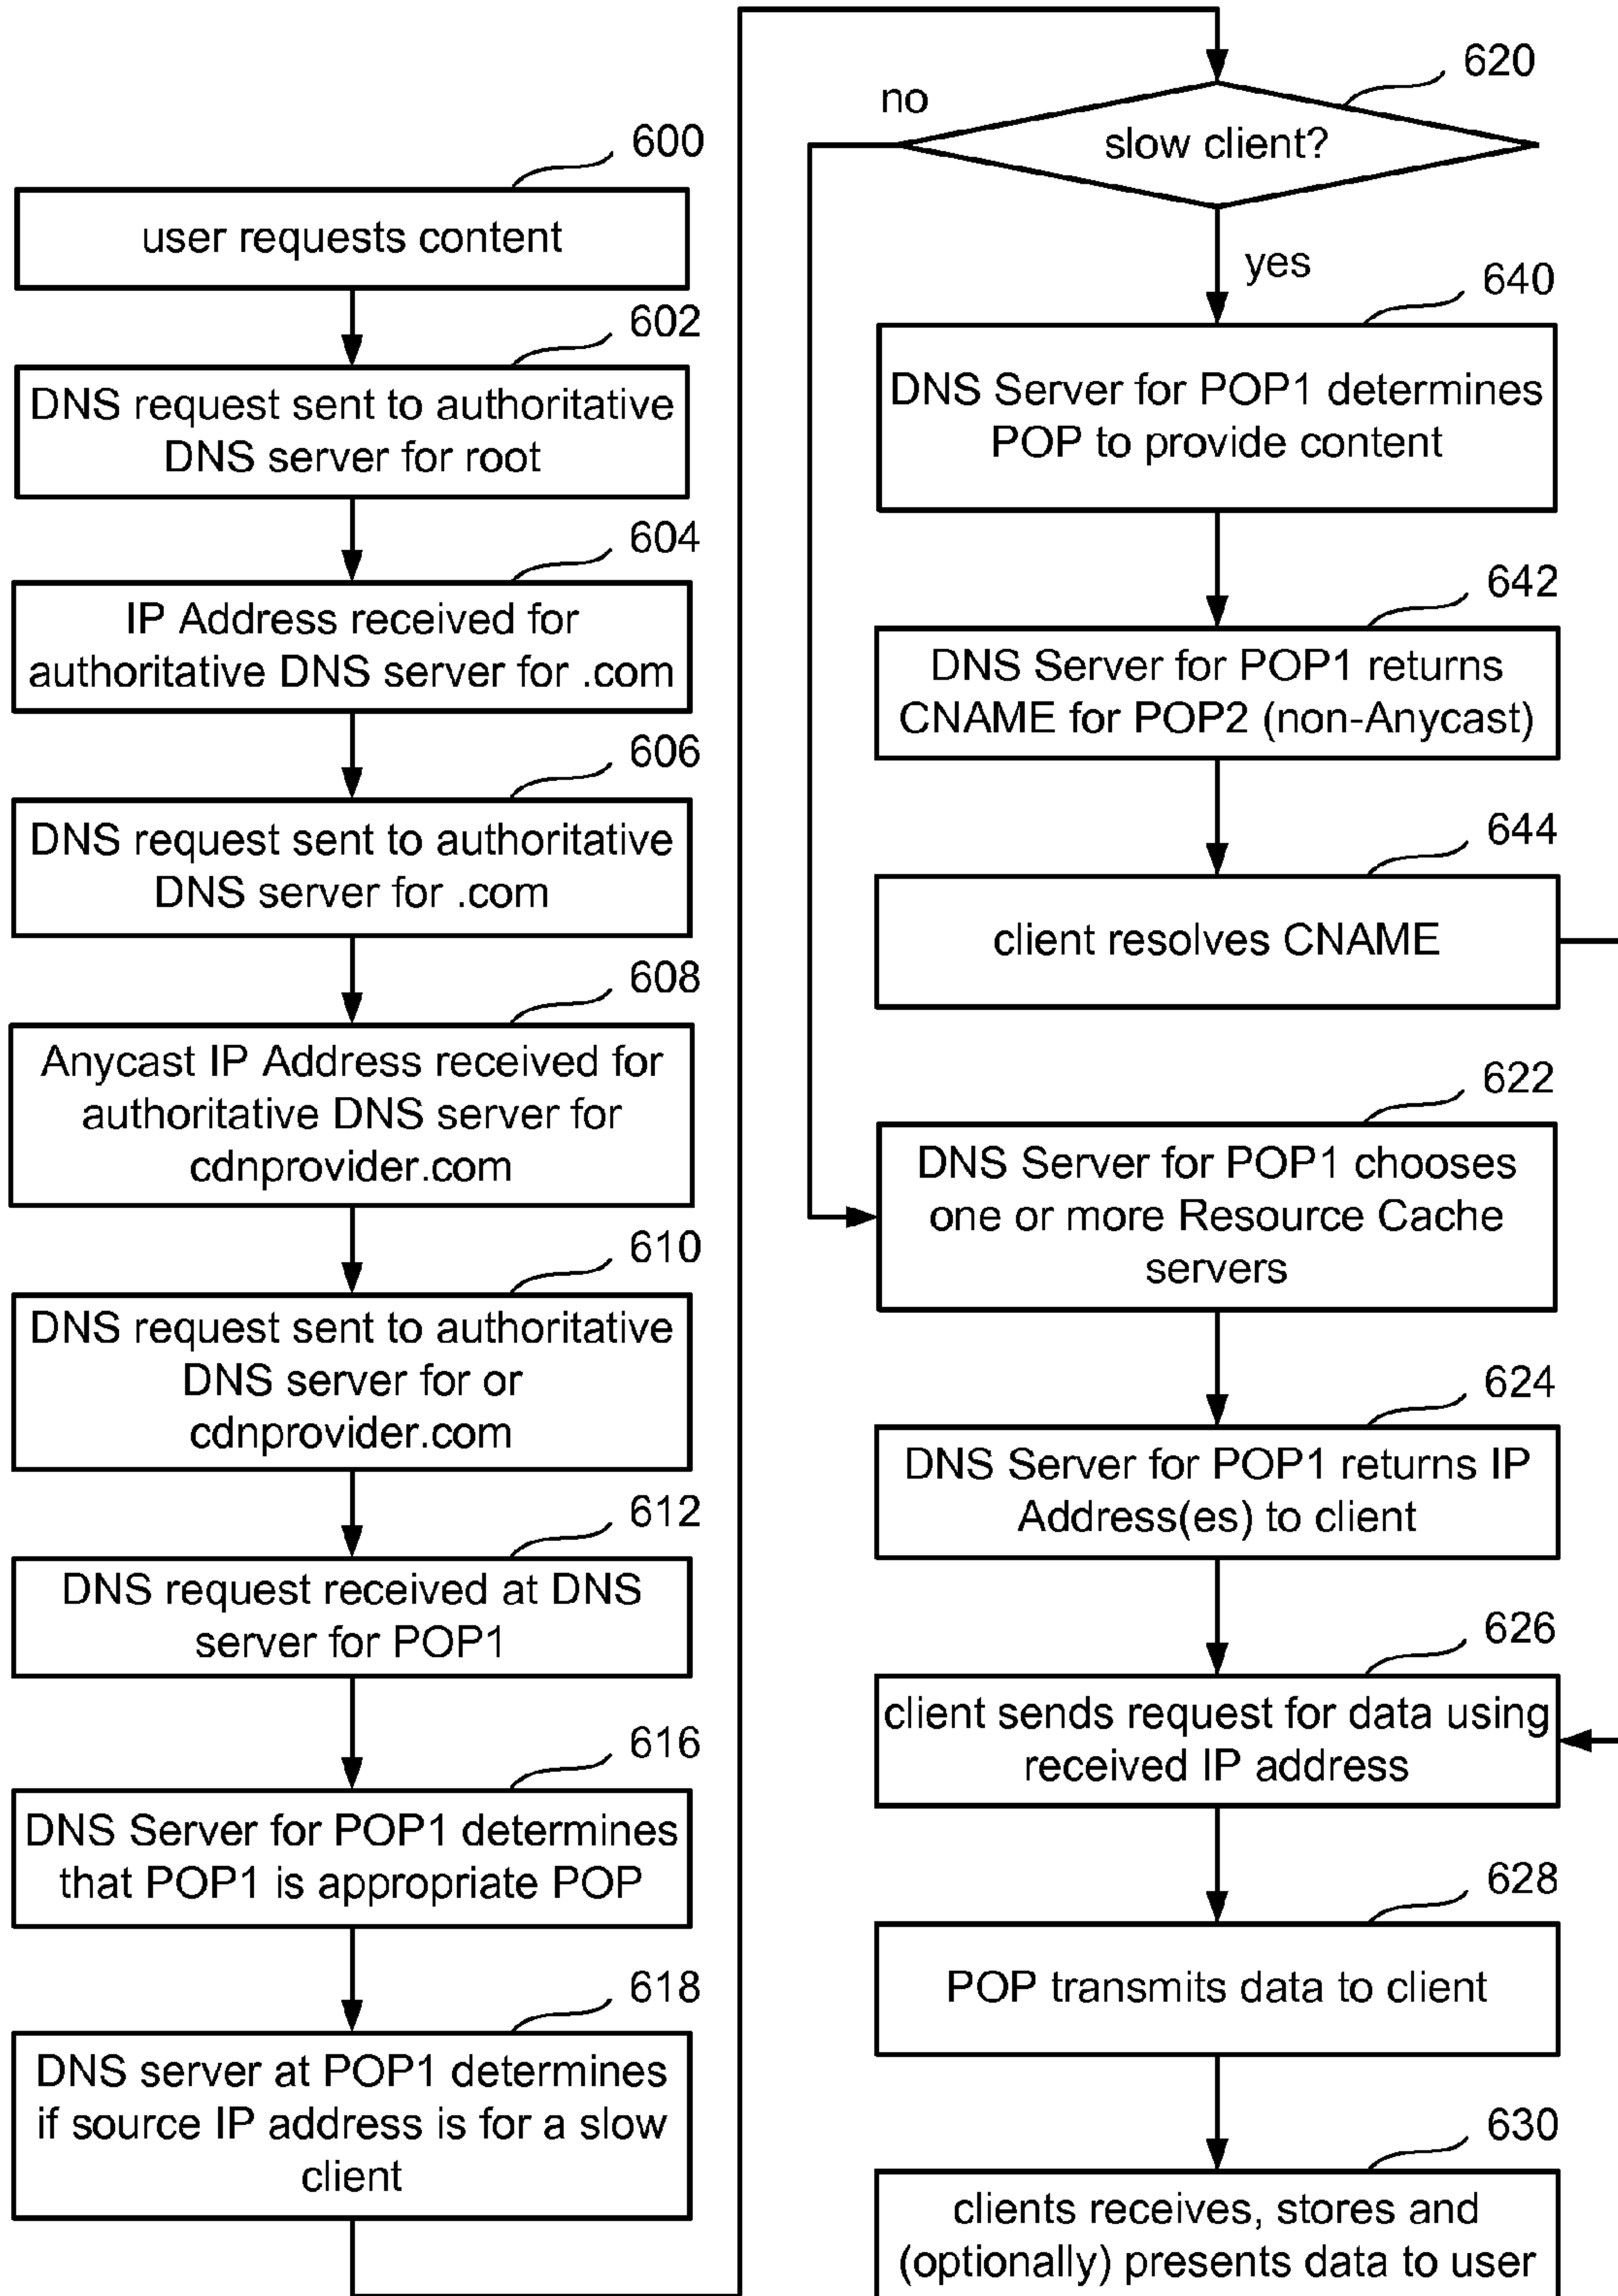 600
user requests content
602
DNS request sent to authoritative
DNS server for root
604
IP Address received for
authoritative DNS server for .com
606
DNS request sent to authoritative
DNS server for .com
608
Anycast IP Address received for
authoritative DNS server for
cdnprovider.com
610
DNS request sent to authoritative
DNS server for or
cdnprovider.com
612
DNS request received at DNS
server for POP1
616
DNS Server for POP1 determines
that POP1 is appropriate POP
618
DNS server at POP1 determines
if source IP address is for a slow
client
620
no
slow client?
yes
640
DNS Server for POP1 determines
POP to provide content
642
DNS Server for POP1 returns
CNAME for POP2 (non-Anycast)
644
client resolves CNAME
622
DNS Server for POP1 chooses
one or more Resource Cache
servers
624
DNS Server for POP1 returns IP
Address(es) to client
626
client sends request for data using
received IP address
628
POP transmits data to client
630
clients receives, stores and
(optionally) presents data to user